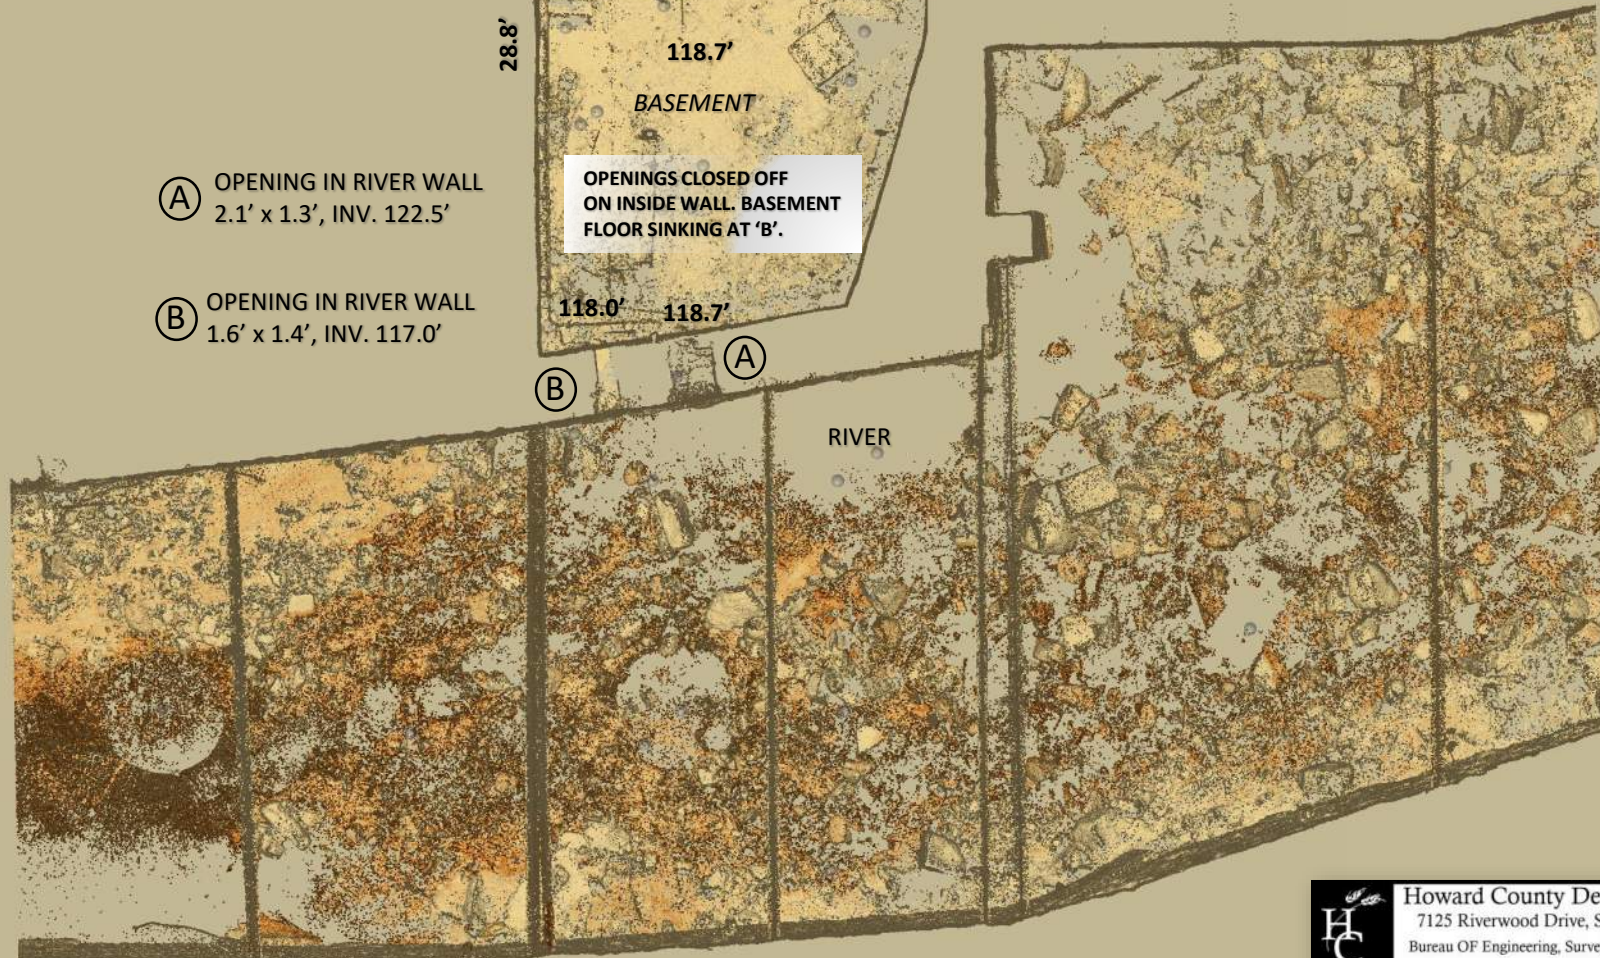 28.8’
118.7’
BASEMENT
Ⓐ OPENING IN RIVER WALL
2.1’ x 1.3’, INV. 122.5’
OPENINGS CLOSED OFF
ON INSIDE WALL. BASEMENT
FLOOR SINKING AT ‘B’.
Ⓑ OPENING IN RIVER WALL
1.6’ x 1.4’, INV. 117.0’
118.0’ 118.7’
Ⓐ
Ⓑ
RIVER
HC
Howard County De
7125 Riverwood Drive, S
Bureau OF Engineering, Surve